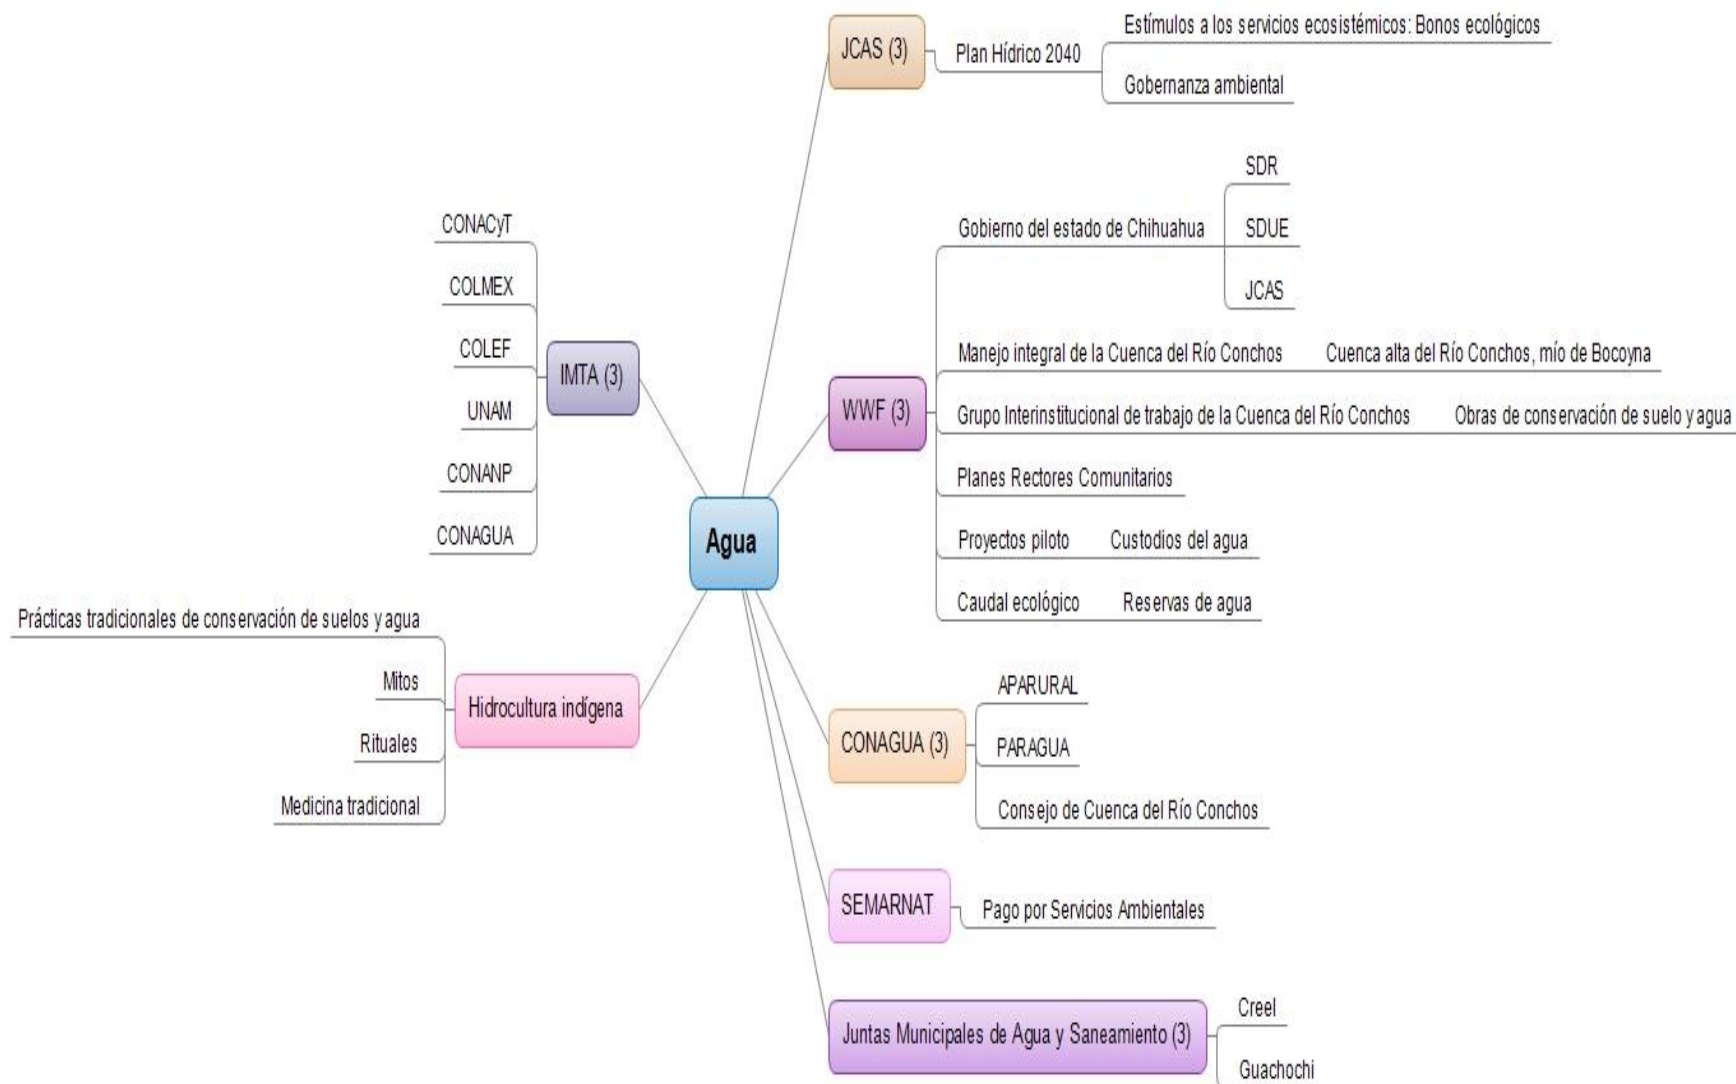 JCAS (3)
Plan Hídrico 2040
Estímulos a los servicios ecosistémicos: Bonos ecológicos
Gobernanza ambiental
WWF (3)
Gobierno del estado de Chihuahua
SDR
SDUE
JCAS
Manejo integral de la Cuenca del Río Conchos
Cuenca alta del Río Conchos, mío de Bocoyna
Grupo Interinstitucional de trabajo de la Cuenca del Río Conchos
Obras de conservación de suelo y agua
Planes Rectores Comunitarios
Proyectos piloto
Custodios del agua
Caudal ecológico
Reservas de agua
CONACyT
COLMEX
COLEF
UNAM
CONANP
CONAGUA
IMTA (3)
Agua
Prácticas tradicionales de conservación de suelos y agua
Mitos
Rituales
Medicina tradicional
Hidrocultura indígena
CONAGUA (3)
APARURAL
PARAGUA
Consejo de Cuenca del Río Conchos
SEMARNAT
Pago por Servicios Ambientales
Juntas Municipales de Agua y Saneamiento (3)
Creel
Guachochi